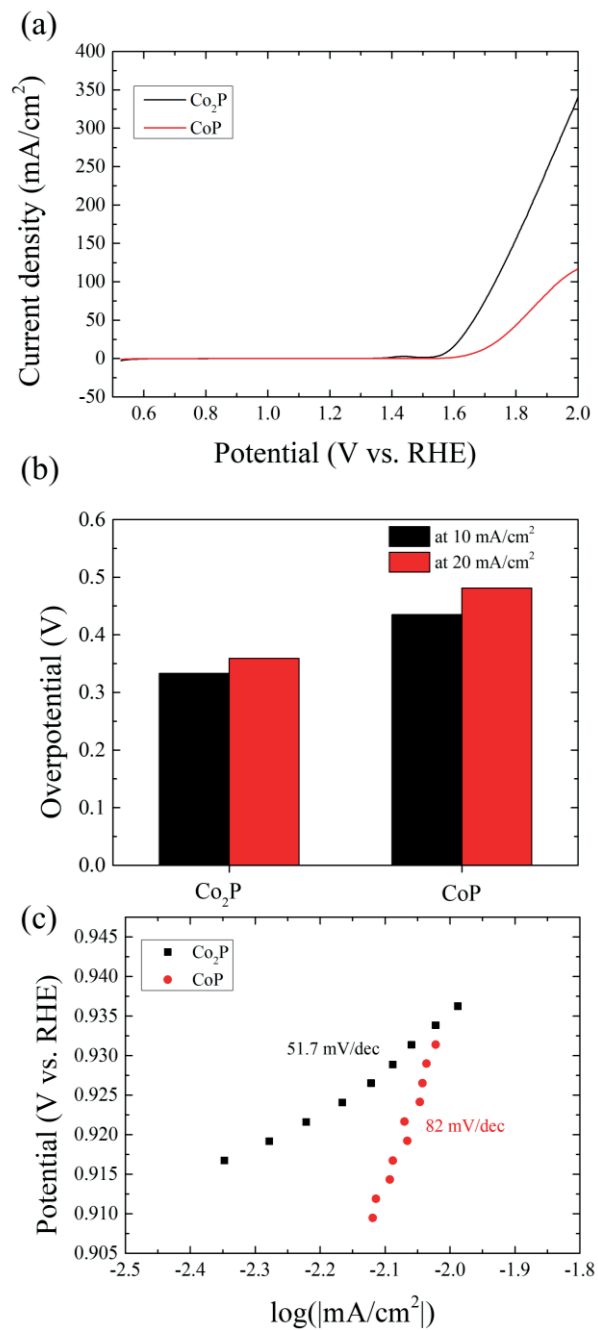 (a)
400
350
300
250
200
150
100
50
0
-50
Current density (mA/cm²)
Co₂P
CoP
0.6 0.8 1.0 1.2 1.4 1.6 1.8 2.0
Potential (V vs. RHE)
(b)
0.6
0.5
0.4
0.3
0.2
0.1
0.0
Overpotential (V)
at 10 mA/cm²
at 20 mA/cm²
Co₂P CoP
(c)
0.945
0.940
0.935
0.930
0.925
0.920
0.915
0.910
0.905
Potential (V vs. RHE)
Co₂P
CoP
51.7 mV/dec
82 mV/dec
-2.5 -2.4 -2.3 -2.2 -2.1 -2.0 -1.9 -1.8
log(|mA/cm²|)